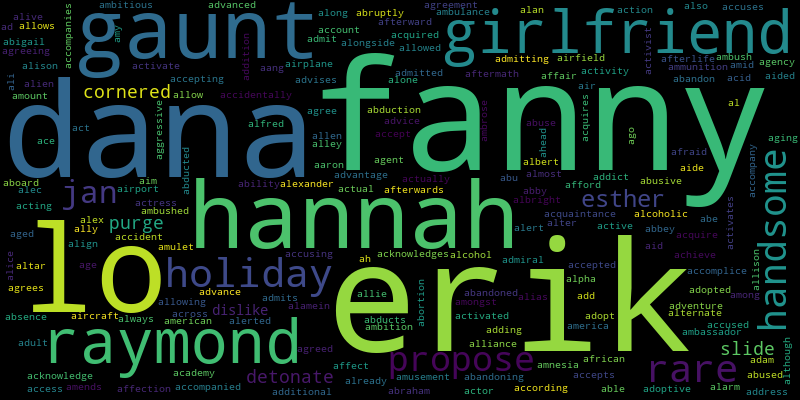 ambitious advanced along abruptly ambulance alan action also accuses
alive gaunt afterward agreement
ad allows account acquired girlfriend
abigail accompanies amy addition admit alongside allowed admitting activist
agreeing airplane aftermath airfield afterlife ambush
alison activate aang admitted affair activity abandon amid agency
ali alien accepting advises alone acid ammunition aided
amount cornered allow accidentally fanny air al
dana aggressive agree abduction abuse acquires
ace act alfred allen advice ambrose ago
alley accept ahead aging
abducted aaron agent albert almost afraid aide accompany
aboard aim ability advantage actually abu addict abusive
alec jan airport alexander actual afterwards abby afford esther handsome
acting actress hannah albright alcoholic
alex ambushed acquaintance active abe activates
aged ally purge alert alter abbey
align accident amulet accusing acknowledges alcohol admiral aid acquire
alice altar lo age holiday ah erik accepted achieve allison
agrees advance allie abandoned alpha accomplice
absence aircraft allowing admits abducts abortion amongst alias add adopted among
always across american dislike alamein ambition activated adopt adventure alternate
adult raymond alerted agreed adding america accused ambassador
alliance propose african rare slide although
acknowledge academy detonate affect already amusement abandoning amnesia accepts adam abused
access amends affection accompanied additional abraham actor according able adoptive alarm address